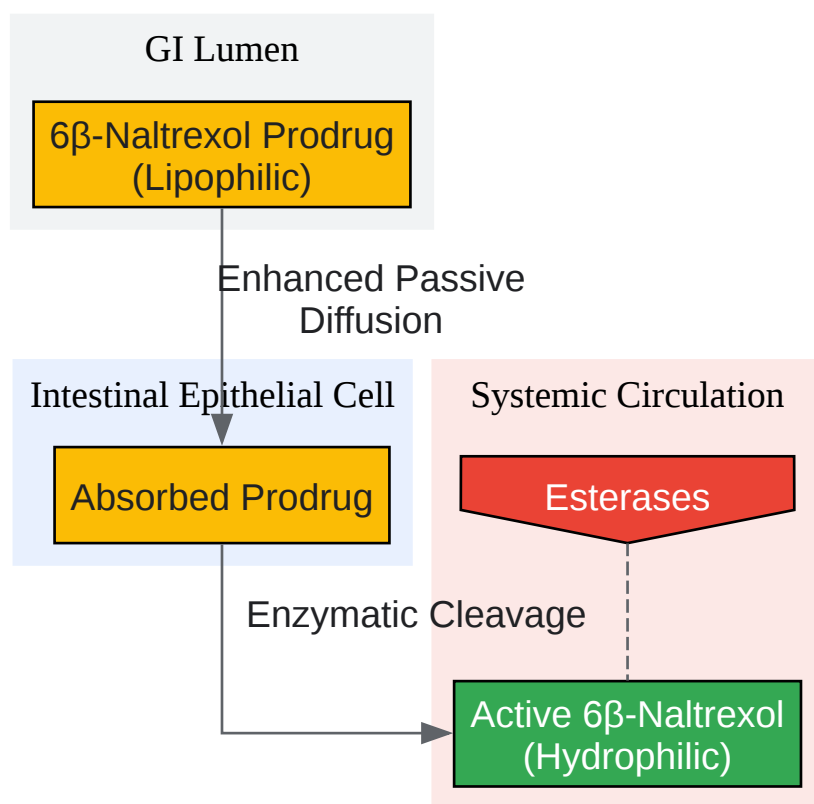 GI Lumen
6β-Naltrexol Prodrug
(Lipophilic)
Enhanced Passive
Diffusion
Intestinal Epithelial Cell
Absorbed Prodrug
Systemic Circulation
Esterases
Enzymatic Cleavage
Active 6β-Naltrexol
(Hydrophilic)